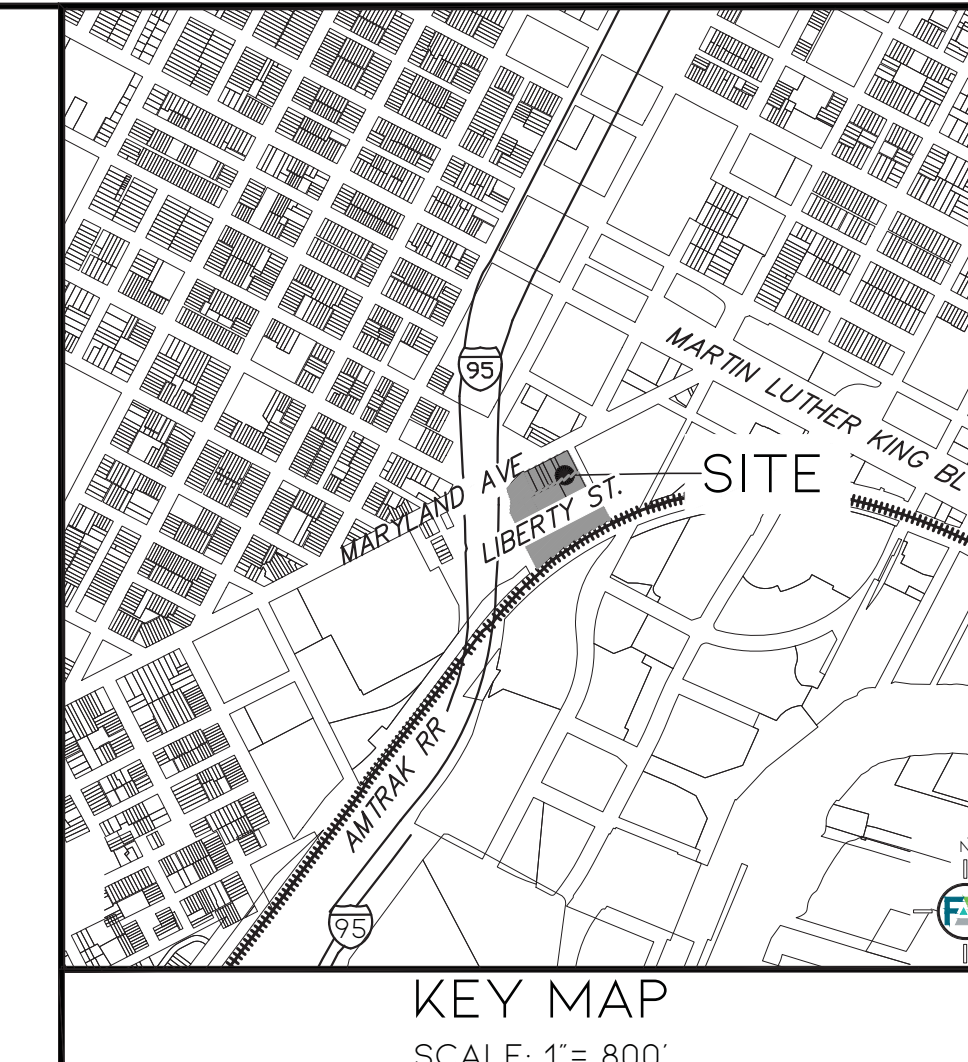 95
MARTIN LUTHER KING BL
SITE
MARYLAND AVE
LIBERTY ST.
AMTRAK RR
95
N
KEY MAP
SCALE: 1"= 800'